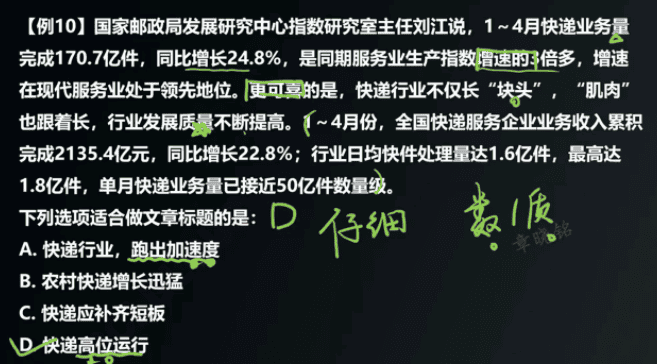 【例10】国家邮政局发展研究中心指数研究室主任刘江说，1～4月快递业务量
完成170.7亿件，同比增长24.8%，是同期服务业生产指数增速的3倍多，增速
在现代服务业处于领先地位。更可喜的是，快递行业不仅长“块头”，“肌肉”
也跟着长，行业发展质量不断提高。1～4月份，全国快递服务企业业务收入累积
完成2135.4亿元，同比增长22.8%；行业日均快件处理量达1.6亿件，最高达
1.8亿件，单月快递业务量已接近50亿件数量级。
下列选项适合做文章标题的是：D 仔细 数/质
章晓铭
A. 快递行业，跑出加速度
B. 农村快递增长迅猛
C. 快递应补齐短板
D. 快递高位运行